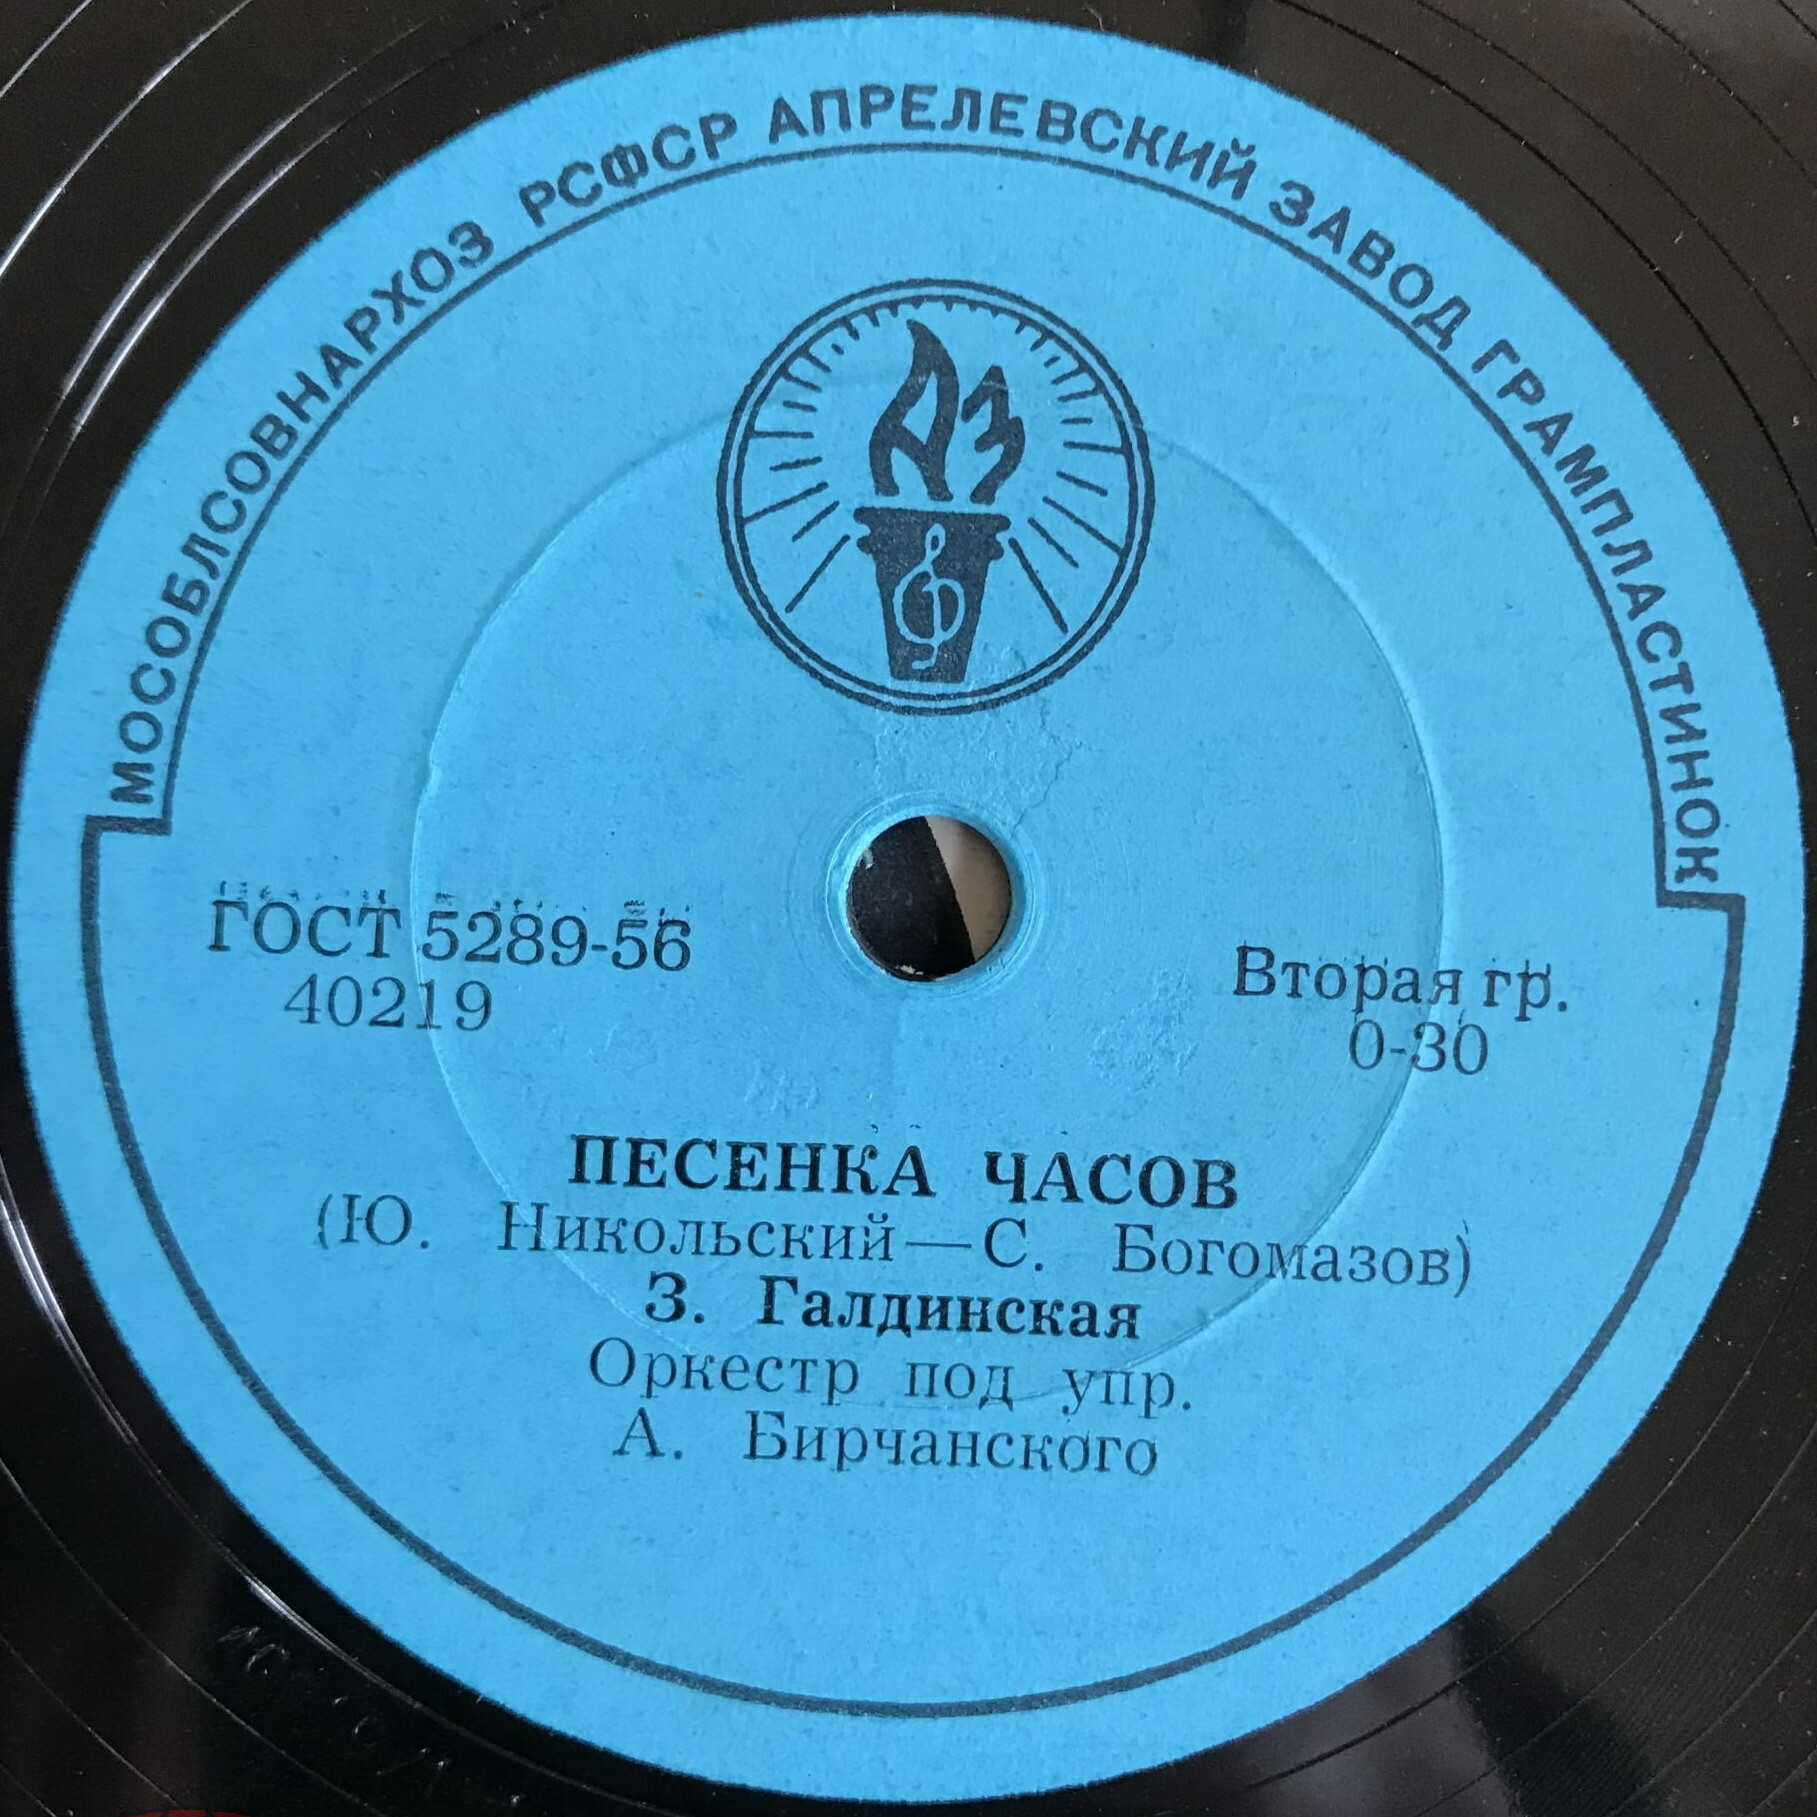 МОСОБЛСОВНАРХОЗ РСФСР АПРЕЛЕВСКИЙ ЗАВОД ГРАМПЛАСТИНОК
АЗ
ГОСТ 5289-56
40219
Вторая гр.
0-30
ПЕСЕНКА ЧАСОВ
(Ю. Никольский—С. Богомазов)
З. Галдинская
Оркестр под упр.
А. Бирчанского